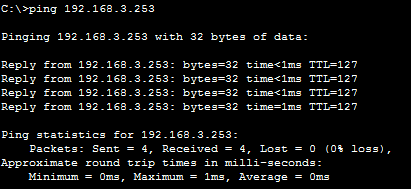 C:\>ping 192.168.3.253
Pinging 192.168.3.253 with 32 bytes of data:
Reply from 192.168.3.253: bytes=32 time<1ms TTL=127
Reply from 192.168.3.253: bytes=32 time<1ms TTL=127
Reply from 192.168.3.253: bytes=32 time<1ms TTL=127
Reply from 192.168.3.253: bytes=32 time=1ms TTL=127
Ping statistics for 192.168.3.253:
Packets: Sent = 4, Received = 4, Lost = 0 (0% loss),
Approximate round trip times in milli-seconds:
Minimum = 0ms, Maximum = 1ms, Average = 0ms